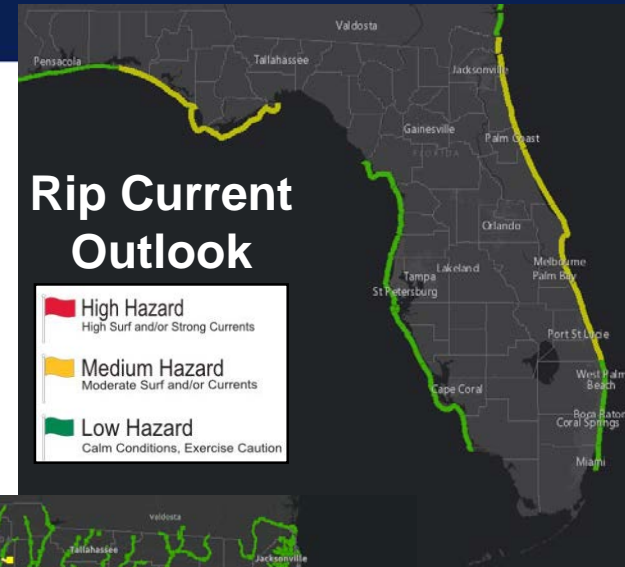 Valdosta
Pensacola
Tallahassee
Jacksonville
Gainesville
Palm Coast
FLORIDA
Rip Current
Outlook
Orlando
Melbourne
Palm Bay
Lakeland
Tampa
St Petersburg
High Hazard
High Surf and/or Strong Currents
Medium Hazard
Moderate Surf and/or Currents
Low Hazard
Calm Conditions, Exercise Caution
Port St Lucie
West Palm
Beach
Cape Coral
Boca Raton
Coral Springs
Miami
Valdosta
Tallahassee
Jacksonville